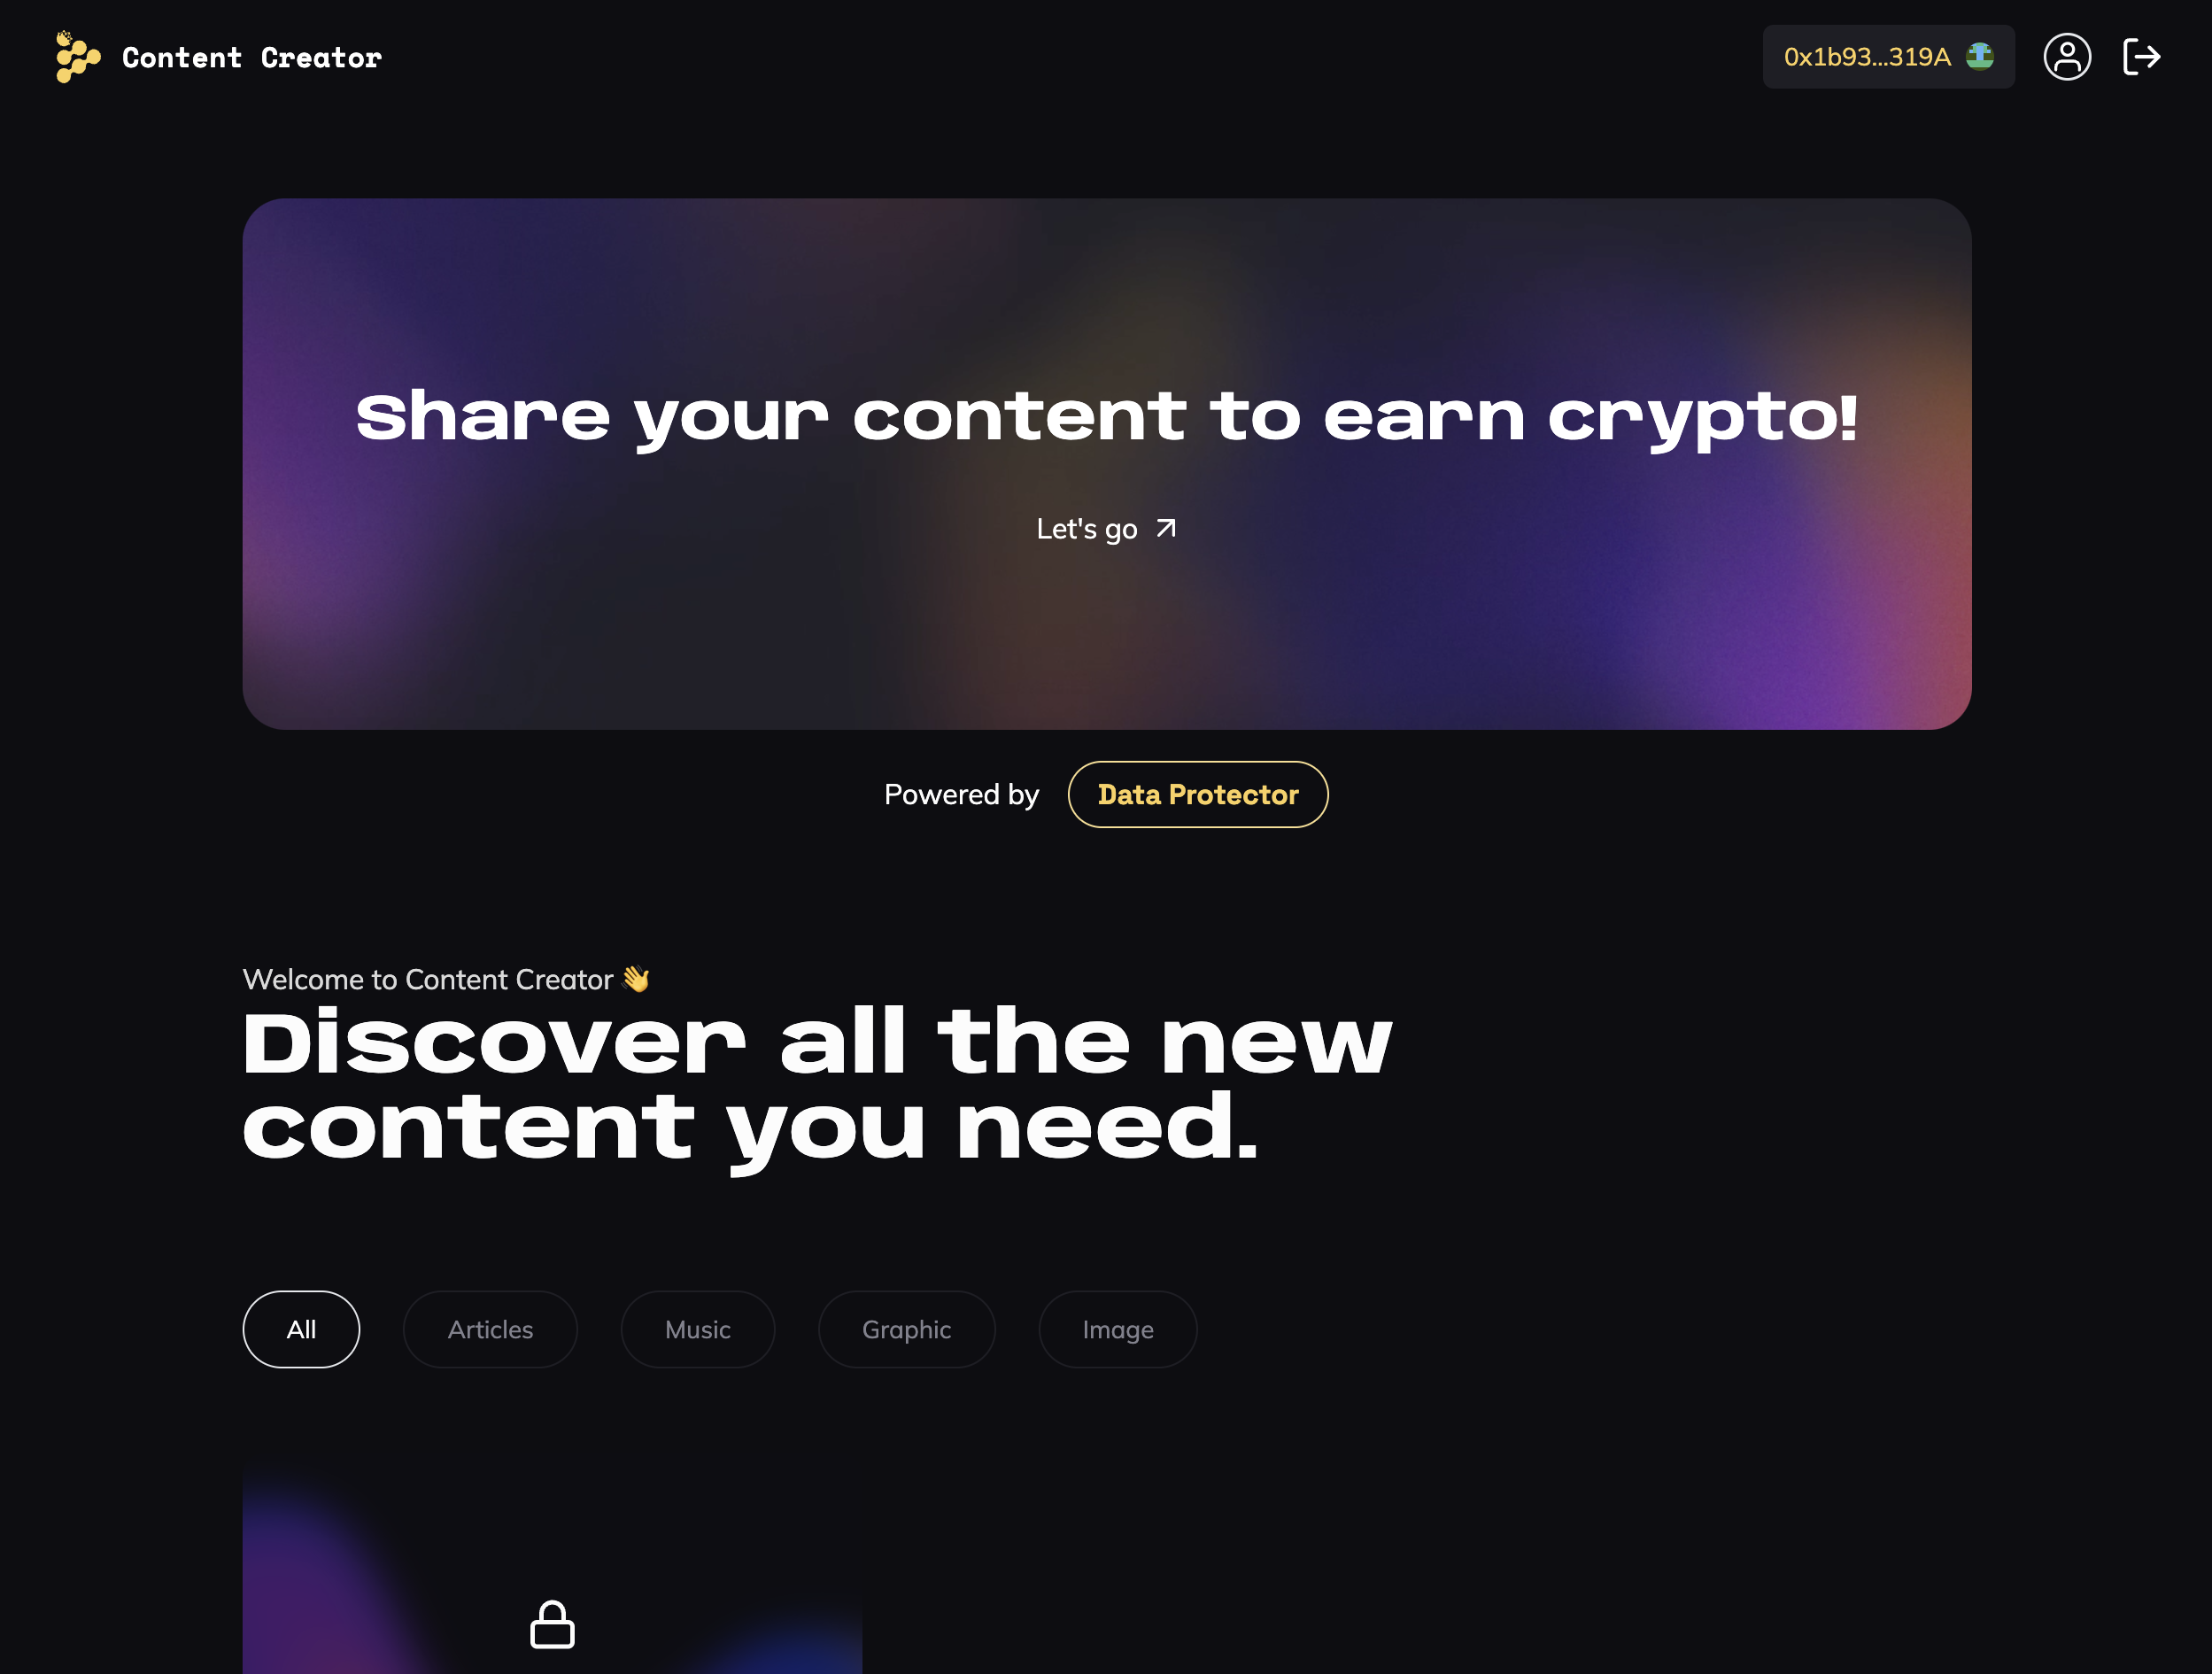 Content Creator
0x1b93...319A
Share your content to earn crypto!
Let's go
Powered by Data Protector
Welcome to Content Creator 👋
Discover all the new
content you need.
All Articles Music Graphic Image